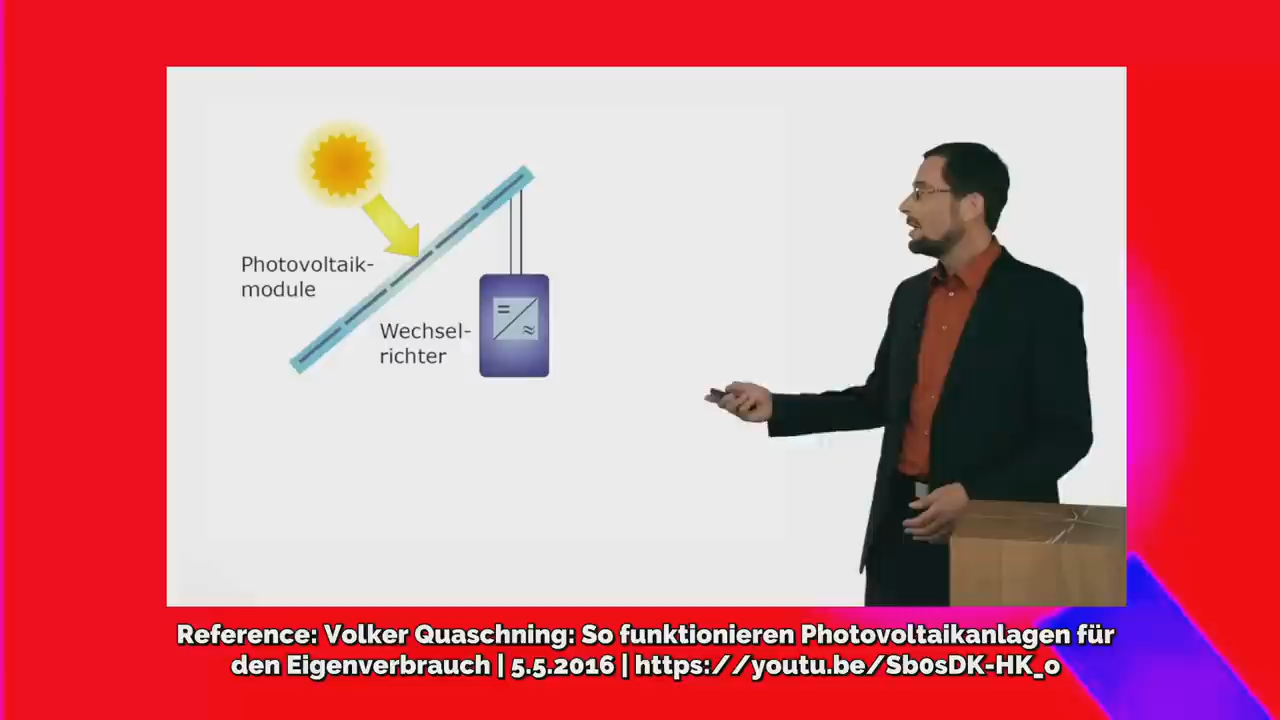 Photovoltaik-
module
Wechsel-
richter
Reference: Volker Quaschning: So funktionieren Photovoltaikanlagen für
den Eigenverbrauch | 5.5.2016 | https://youtu.be/Sb0sDK-HK_o